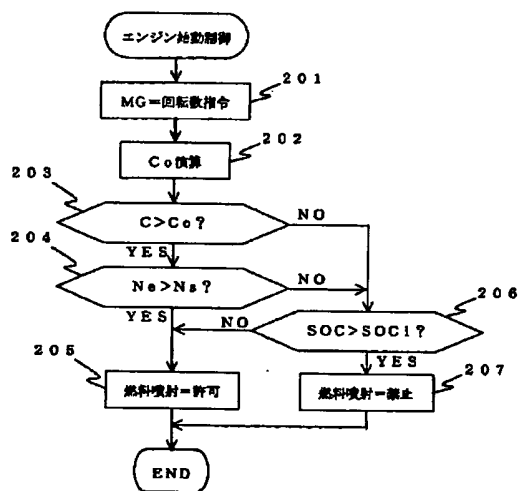 エンジン始動制御
201
MG=回転数指令
202
Co演算
203
C>Co?
NO
YES
204
Ne>Ns?
NO
YES
206
NO
SOC>SOC1?
YES
205
燃料噴射=許可
207
燃料噴射=禁止
END